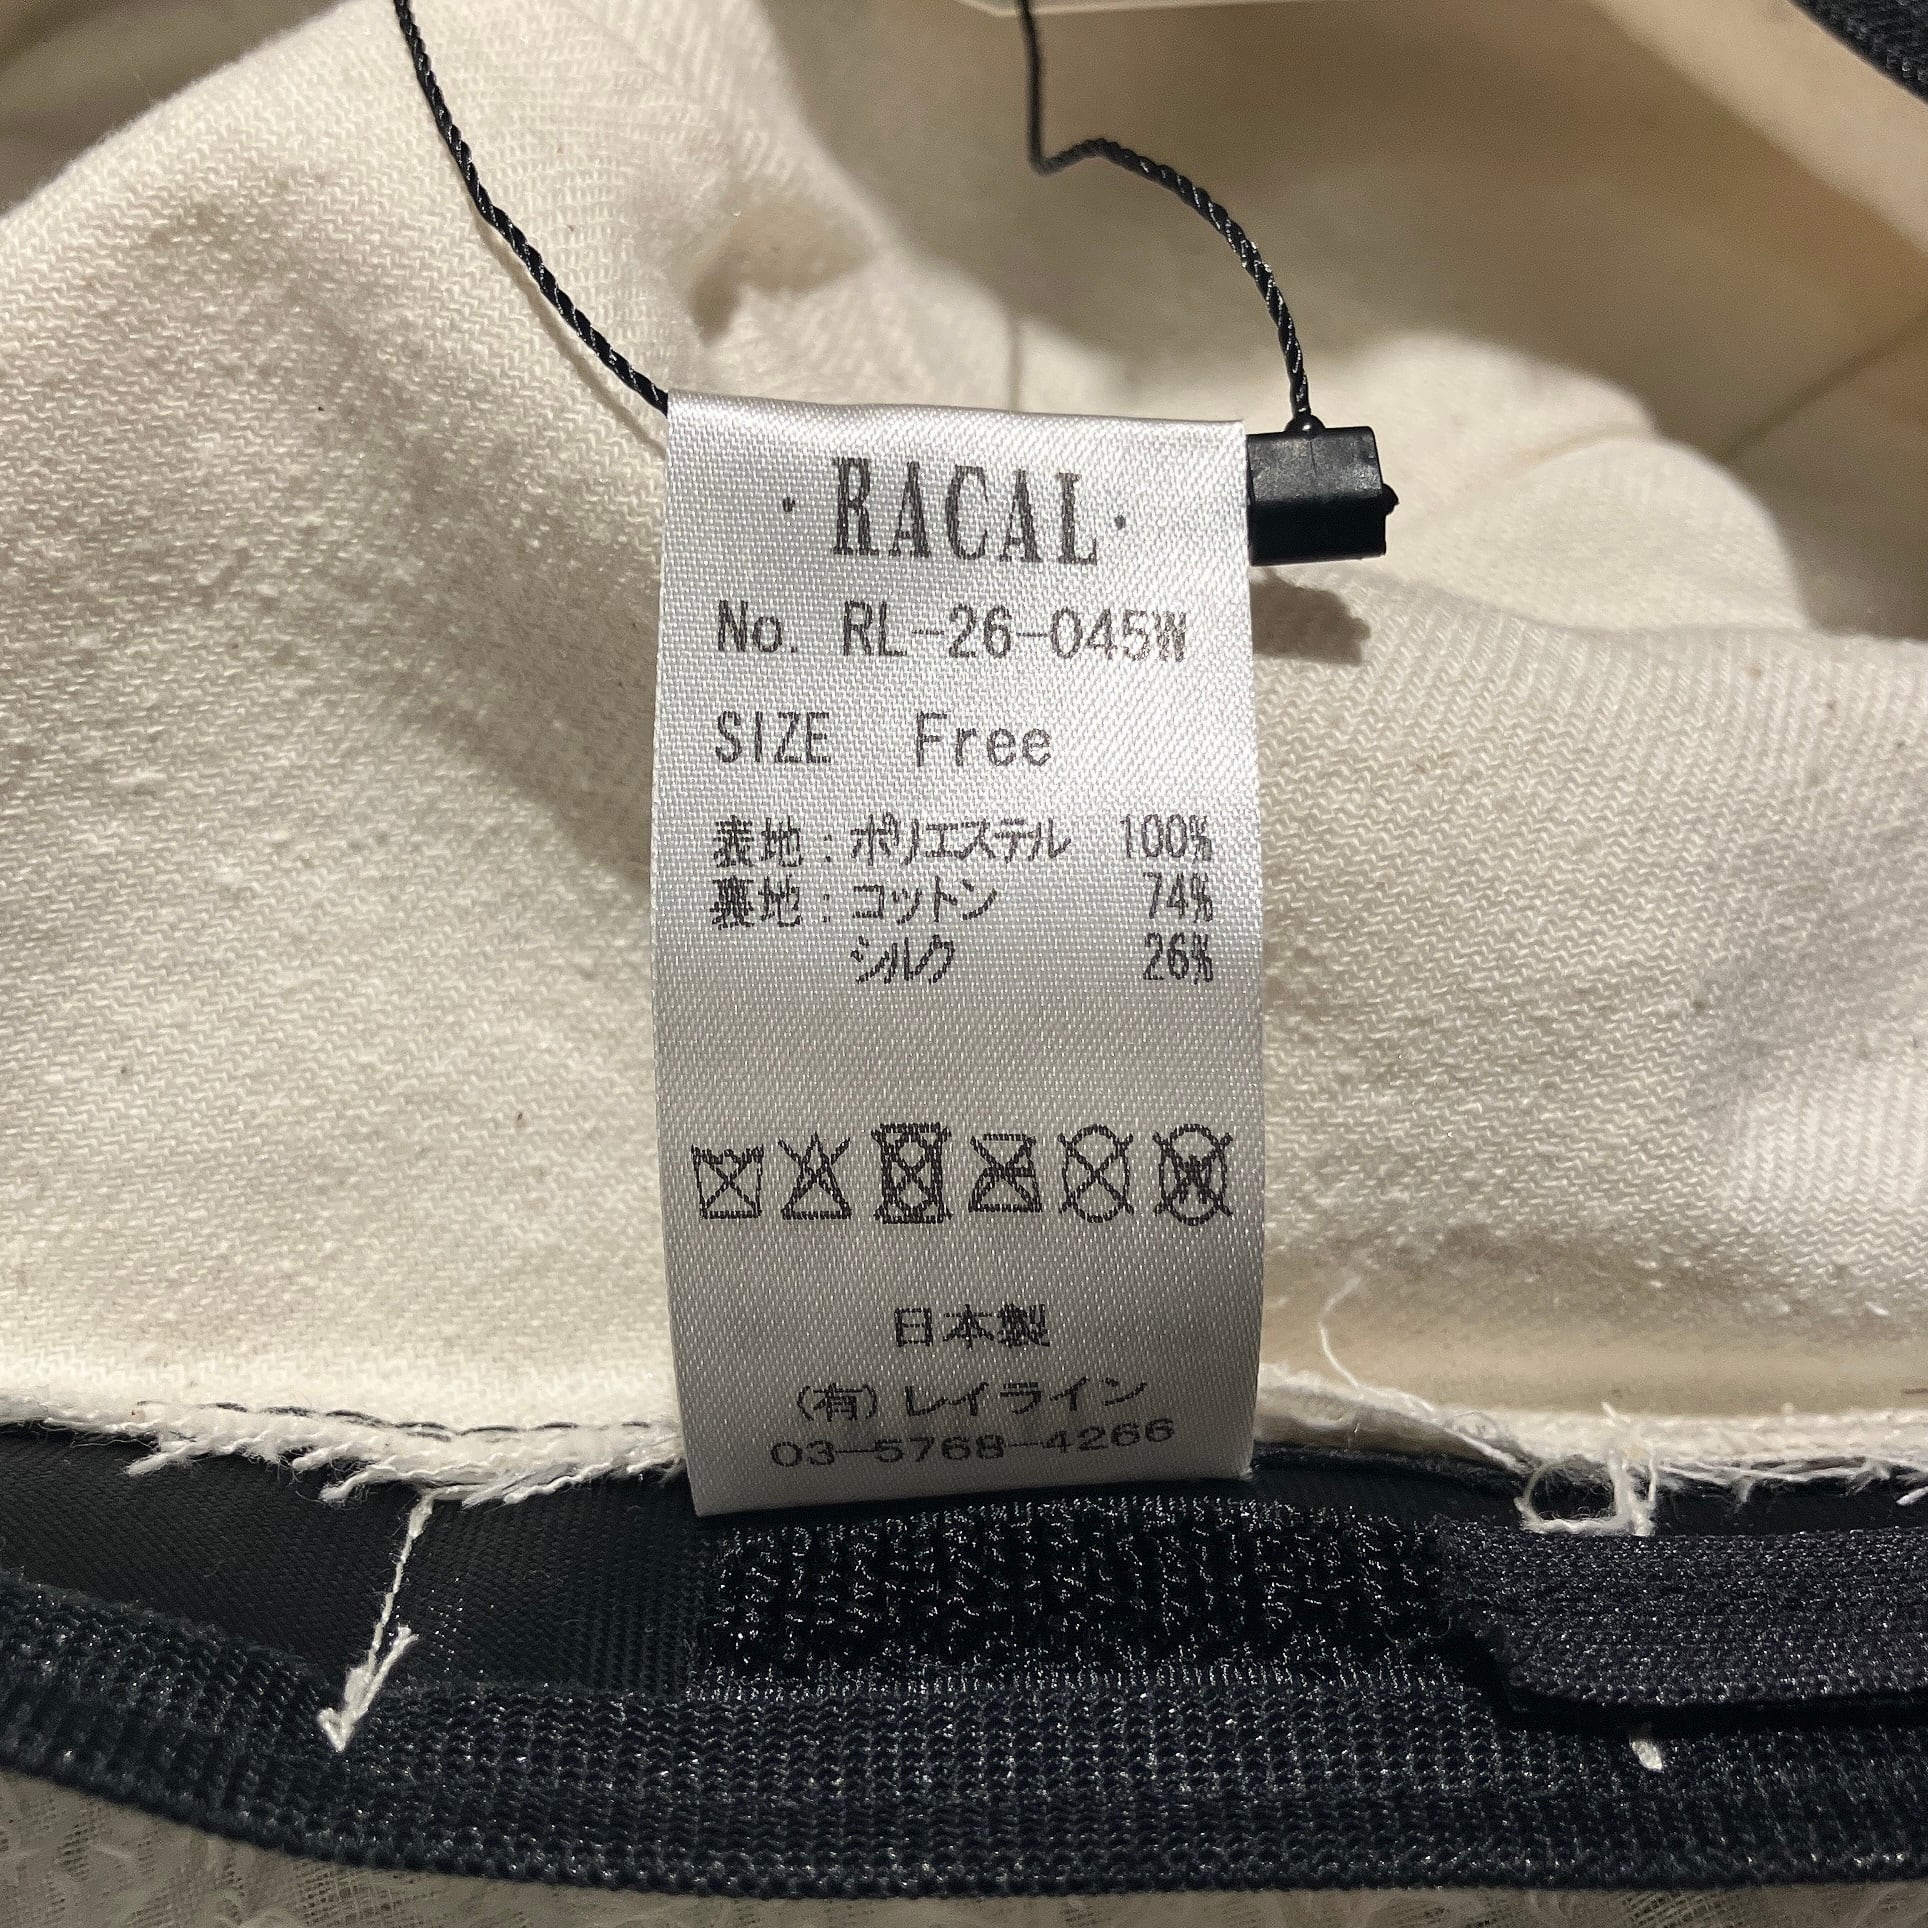 · RACAL ·
No. RL-26-045W
SIZE Free
表地：ポリエステル 100%
裏地：コットン 74%
シルク 26%
日本製
(有)レイライン
03-5768-4266